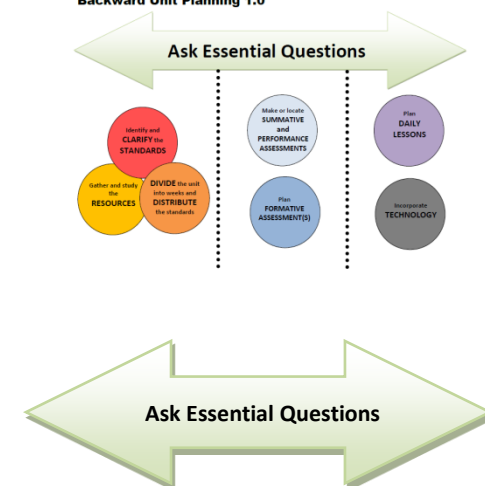 Backward Unit Planning 1.0
Ask Essential Questions
Identify and
CLARIFY the
STANDARDS
Gather and study
the
RESOURCES
DIVIDE the unit
into weeks and
DISTRIBUTE
the standards
Make or locate
SUMMATIVE
and
PERFORMANCE
ASSESSMENTS
Plan
FORMATIVE
ASSESSMENT(S)
Plan
DAILY
LESSONS
Incorporate
TECHNOLOGY
Ask Essential Questions